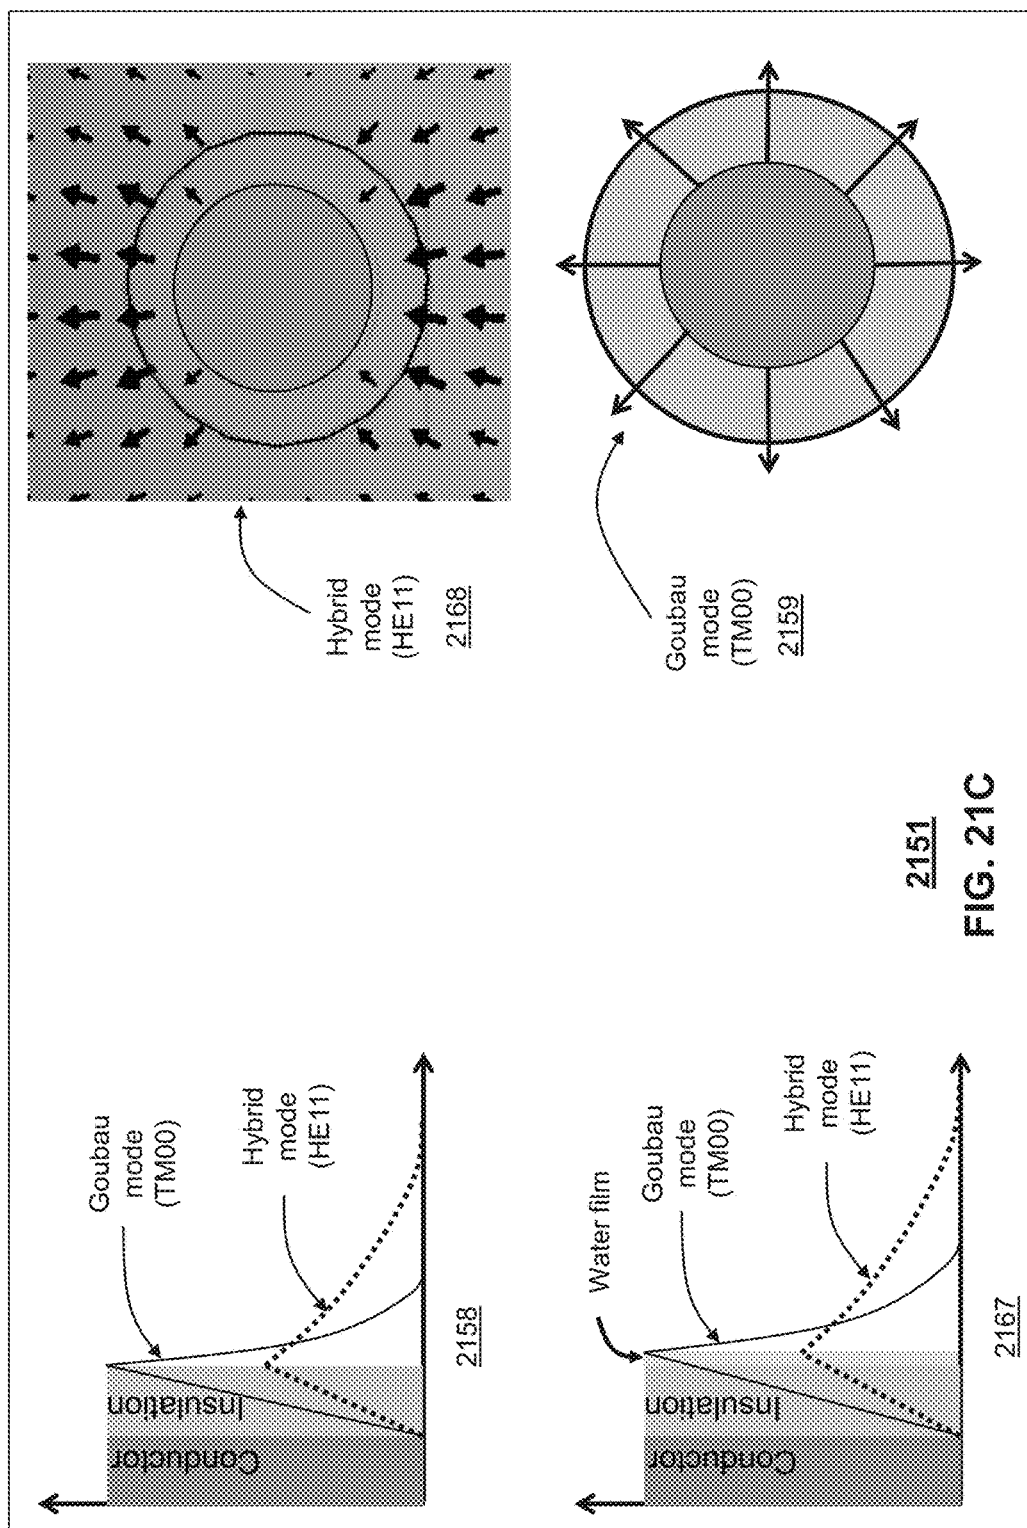 Goubau
mode
(TM00)
Hybrid
mode
(HE11)
Conductor
Insulation
2158
Water film
Goubau
mode
(TM00)
Hybrid
mode
(HE11)
Conductor
Insulation
2167
Hybrid
mode
(HE11)
2168
Goubau
mode
(TM00)
2159
2151
FIG. 21C